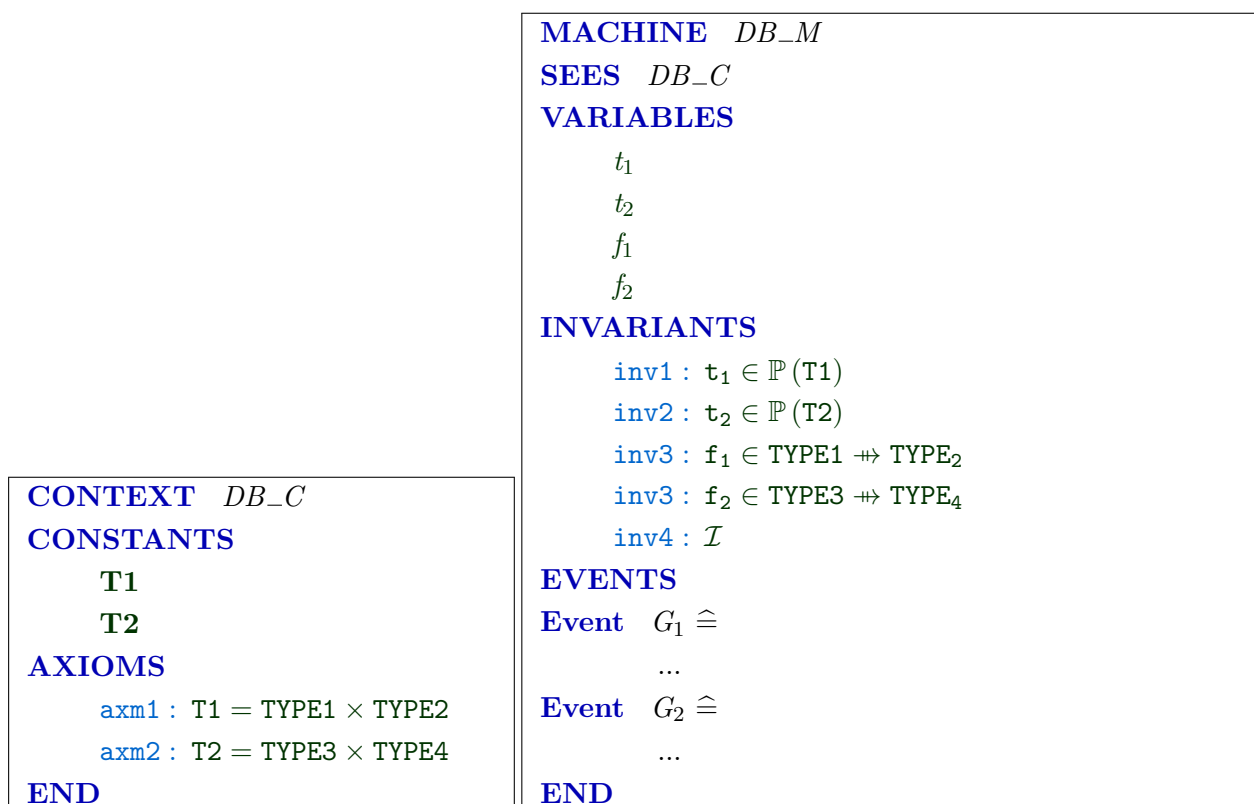 CONTEXT DB_C
CONSTANTS
T1
T2
AXIOMS
axm1 : T1 = TYPE1 × TYPE2
axm2 : T2 = TYPE3 × TYPE4
END
MACHINE DB_M
SEES DB_C
VARIABLES
t₁
t₂
f₁
f₂
INVARIANTS
inv1 : t₁ ∈ ℙ(T1)
inv2 : t₂ ∈ ℙ(T2)
inv3 : f₁ ∈ TYPE1 ⤀ TYPE₂
inv3 : f₂ ∈ TYPE3 ⤀ TYPE₄
inv4 : ℐ
EVENTS
Event G₁ ≙
...
Event G₂ ≙
...
END